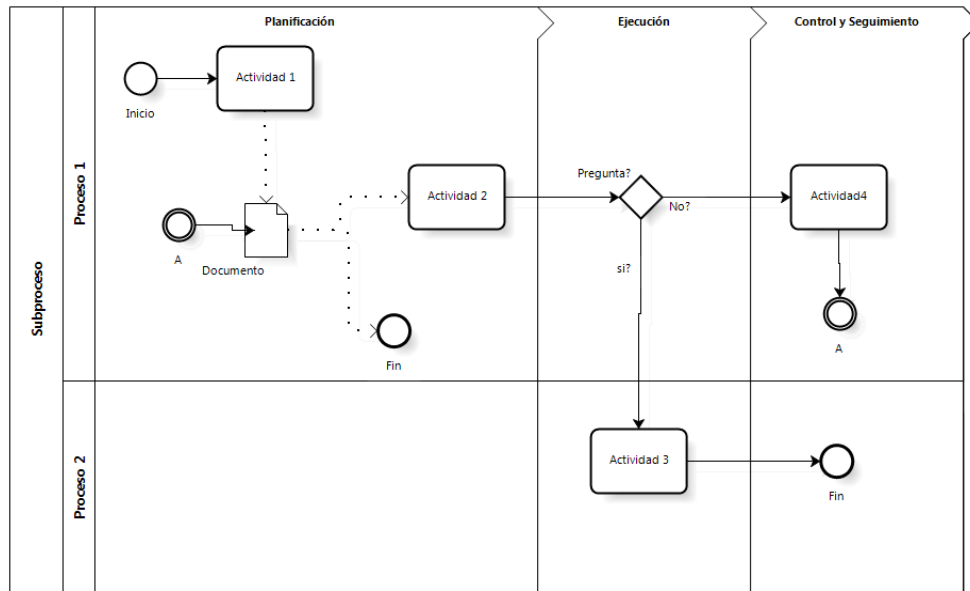 Planificación
Ejecución
Control y Seguimiento
Subproceso
Proceso 1
Inicio
Actividad 1
A
Documento
Actividad 2
Fin
Pregunta?
No?
si?
Actividad4
A
Proceso 2
Actividad 3
Fin